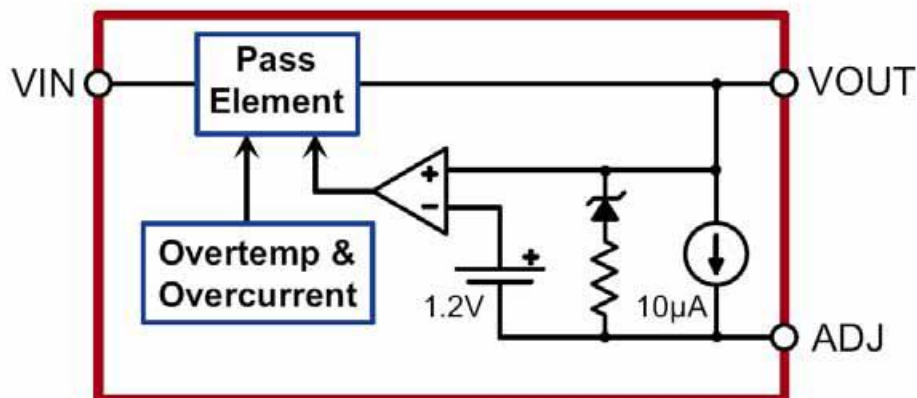 VIN
Pass
Element
VOUT
+
−
Overtemp &
Overcurrent
+
1.2V
10μA
ADJ